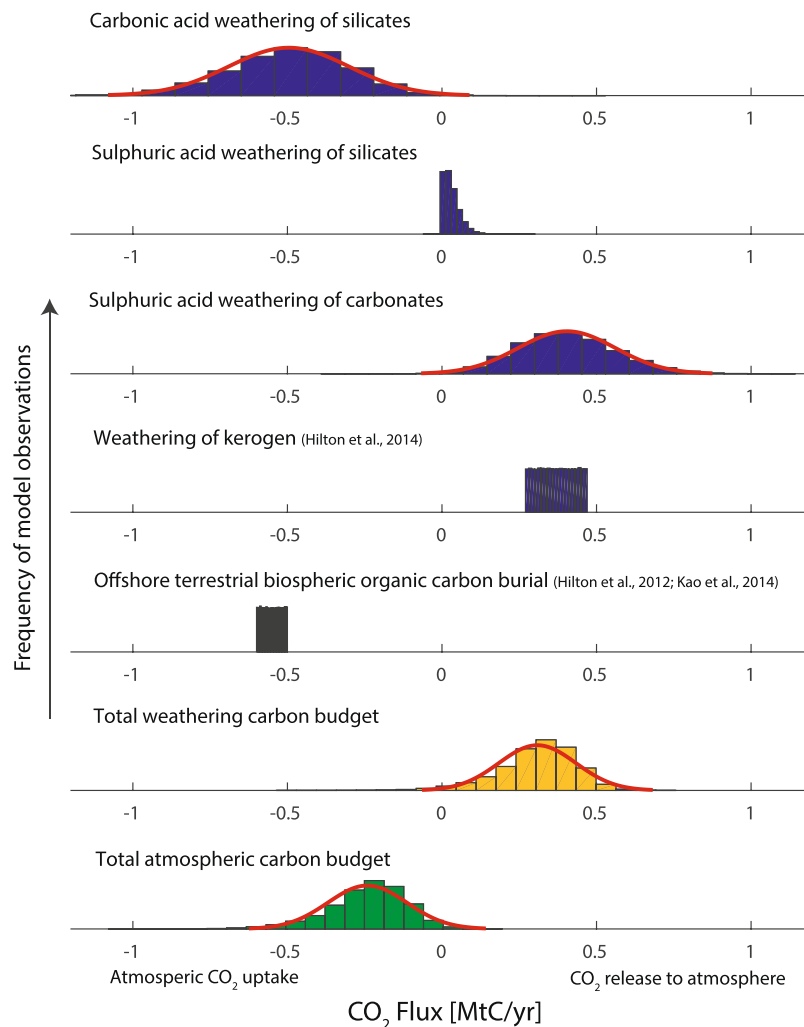 Carbonic acid weathering of silicates
-1 -0.5 0 0.5 1
Sulphuric acid weathering of silicates
-1 -0.5 0 0.5 1
Sulphuric acid weathering of carbonates
-1 -0.5 0 0.5 1
Weathering of kerogen (Hilton et al., 2014)
-1 -0.5 0 0.5 1
Offshore terrestrial biospheric organic carbon burial (Hilton et al., 2012; Kao et al., 2014)
-1 -0.5 0 0.5 1
Total weathering carbon budget
-1 -0.5 0 0.5 1
Total atmospheric carbon budget
-1 -0.5 0 0.5 1
Atmosperic CO₂ uptake
CO₂ release to atmosphere
CO₂ Flux [MtC/yr]
Frequency of model observations